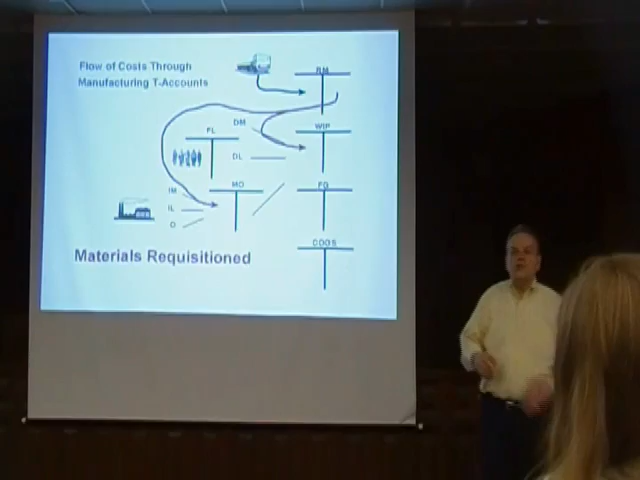 Flow of Costs Through
Manufacturing T-Accounts
RM
DM
WIP
FL
DL
IM
MO
FG
IL
O
COGS
Materials Requisitioned